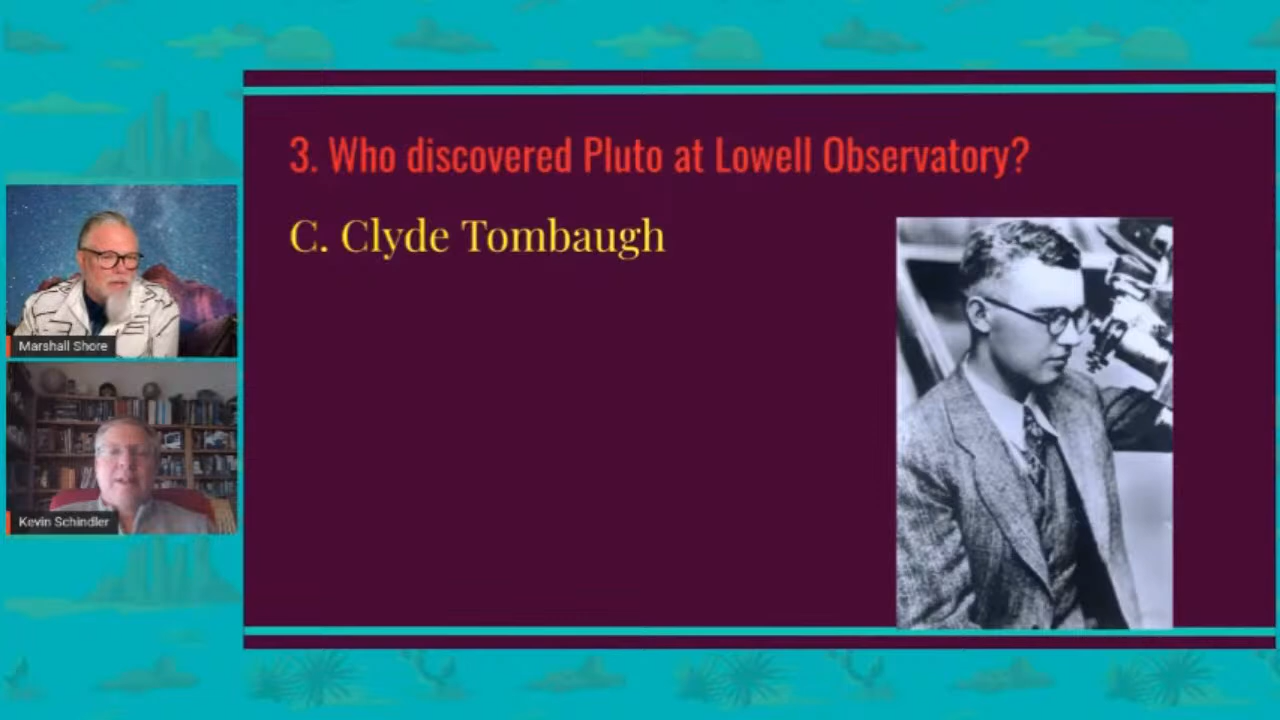 3. Who discovered Pluto at Lowell Observatory?
C. Clyde Tombaugh
Marshall Shore
Kevin Schindler